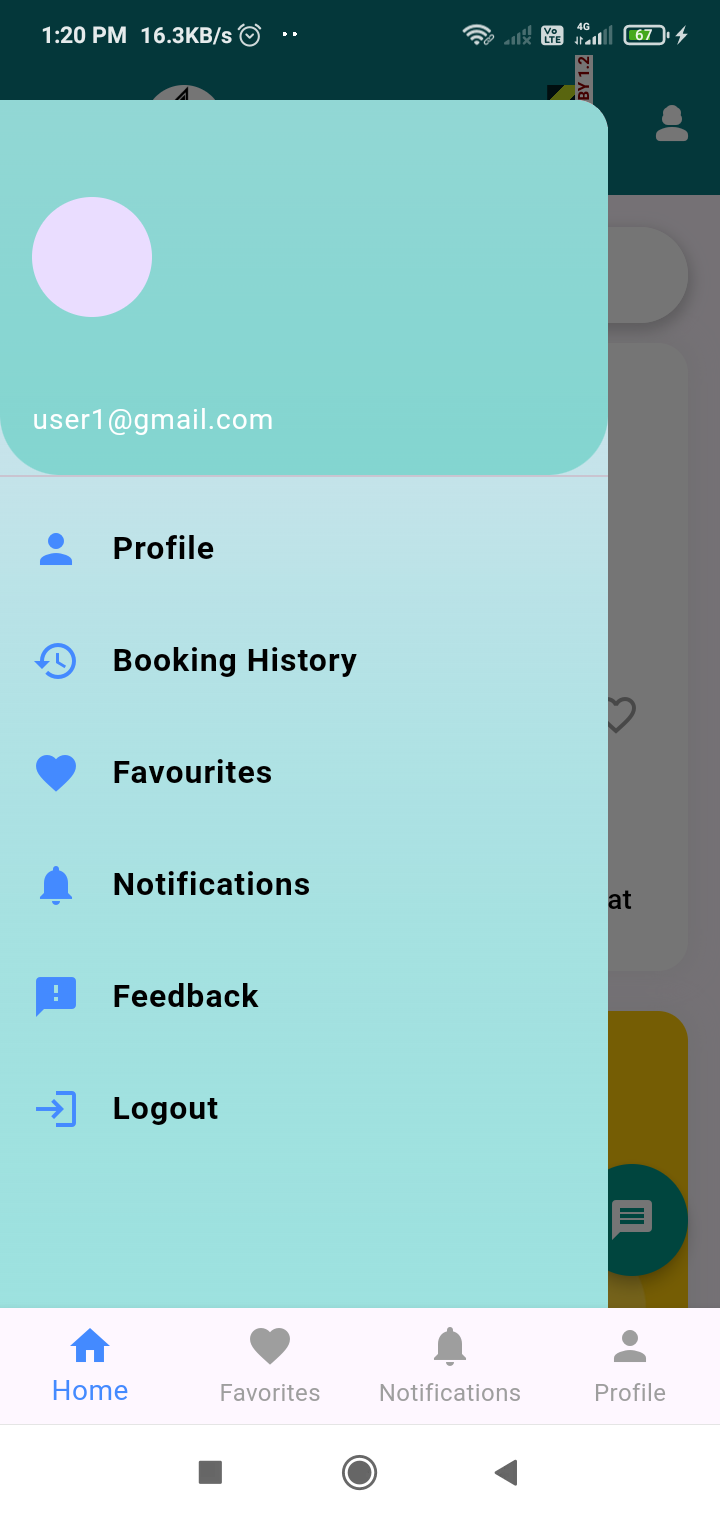 1:20 PM 16.3KB/s
Vo LTE 4G 67
BY 1.2
user1@gmail.com
Profile
Booking History
Favourites
Notifications
Feedback
Logout
at
Home Favorites Notifications Profile